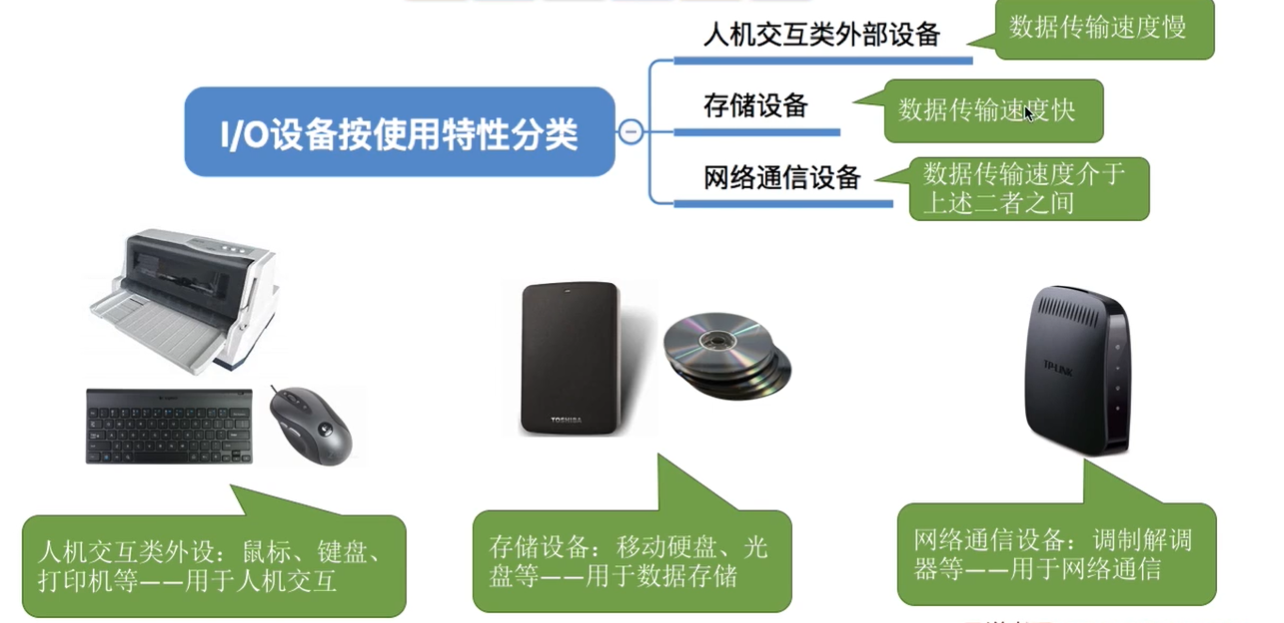 人机交互类外部设备
数据传输速度慢
I/O设备按使用特性分类
存储设备
数据传输速度快
网络通信设备
数据传输速度介于
上述二者之间
TOSHIBA
TP-LINK
人机交互类外设：鼠标、键盘、
打印机等——用于人机交互
存储设备：移动硬盘、光
盘等——用于数据存储
网络通信设备：调制解调
器等——用于网络通信